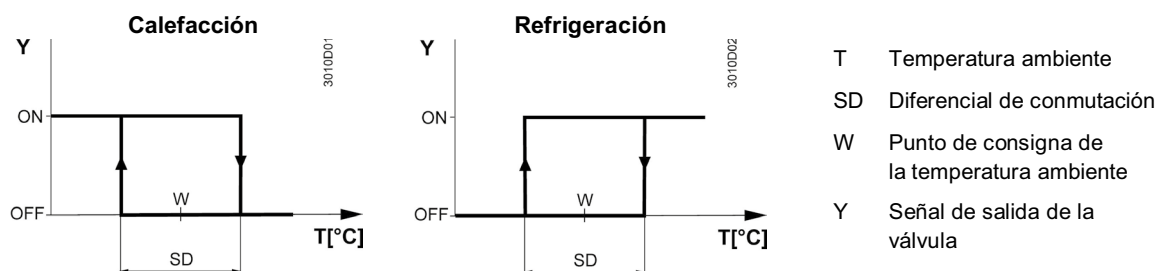 Calefacción
Y
3010D01
ON
OFF
W
T[°C]
SD
Refrigeración
Y
3010D02
ON
OFF
W
T[°C]
SD
T Temperatura ambiente
SD Diferencial de conmutación
W Punto de consigna de
la temperatura ambiente
Y Señal de salida de la
válvula